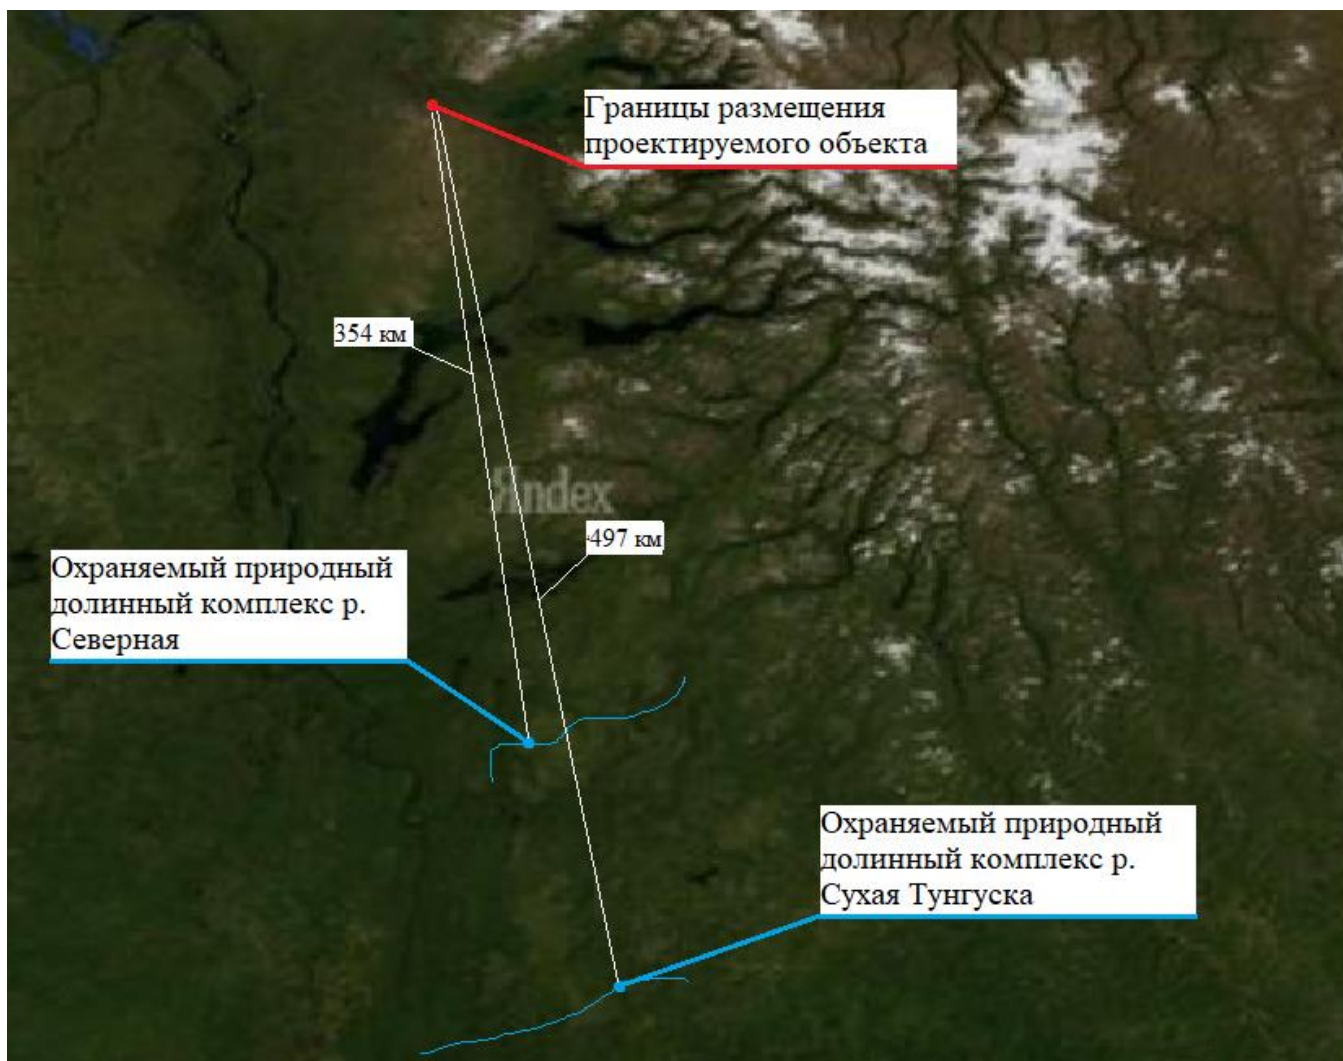 Границы размещения
проектируемого объекта
354 км
Яndex
497 км
Охраняемый природный
долинный комплекс р.
Северная
Охраняемый природный
долинный комплекс р.
Сухая Тунгуска